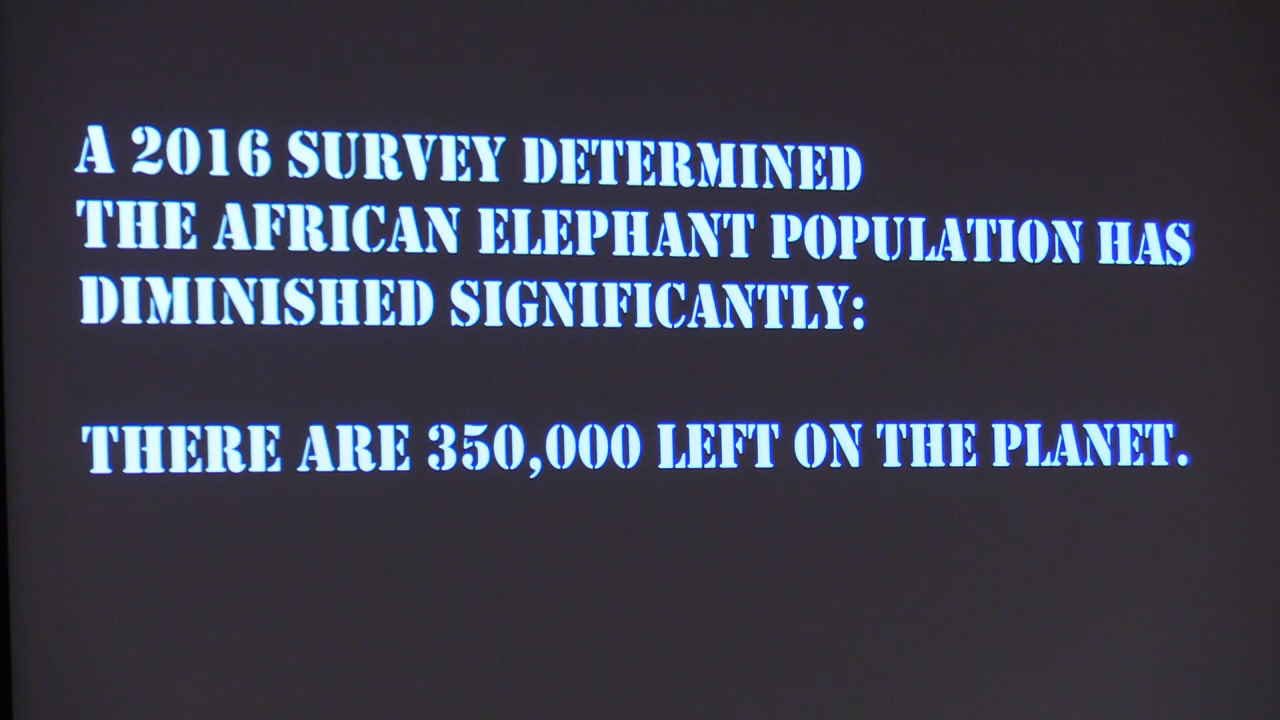 A 2016 SURVEY DETERMINED
THE AFRICAN ELEPHANT POPULATION HAS
DIMINISHED SIGNIFICANTLY:
THERE ARE 350,000 LEFT ON THE PLANET.